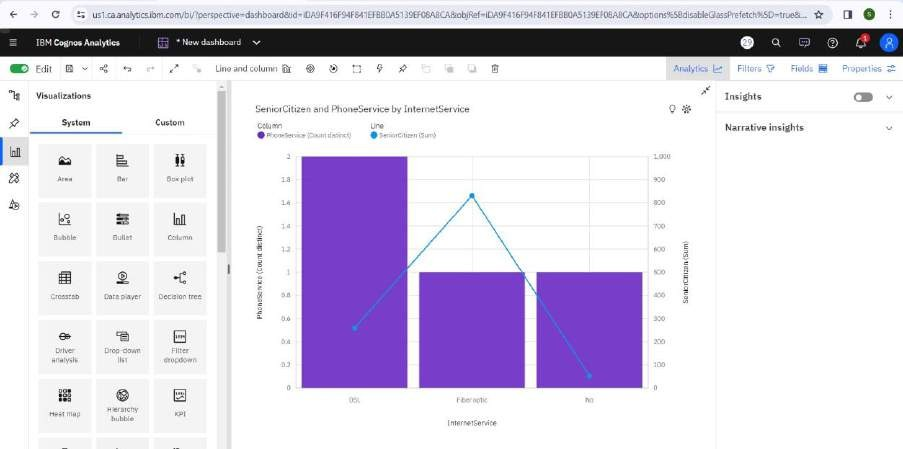 us1.ca.analytics.ibm.com/bi/?perspective=dashboard&id=iDA9F416F94F841EFBB0A5139EF06A8CA&objRef=iDA9F416F94F841EFBB0A5139EF06A8CA&options%5BdisableGlassPrefetch%5D=true&...
S
IBM Cognos Analytics
* New dashboard
29
1
Edit
Line and column
Analytics
Filters
Fields
Properties
Visualizations
System
Custom
Area
Bar
Box plot
Bubble
Bullet
Column
Crosstab
Data player
Decision tree
Driver analysis
Drop-down list
Filter dropdown
Heat map
Hierarchy bubble
KPI
SeniorCitizen and PhoneService by InternetService
Column
Line
PhoneService (Count distinct)
SeniorCitizen (Sum)
PhoneService (Count distinct)
2
1.8
1.6
1.4
1.2
1
0.8
0.6
0.4
0.2
0
1,000
900
800
700
600
500
400
300
200
100
0
SeniorCitizen (Sum)
DSL
Fiber optic
No
InternetService
Insights
Narrative insights